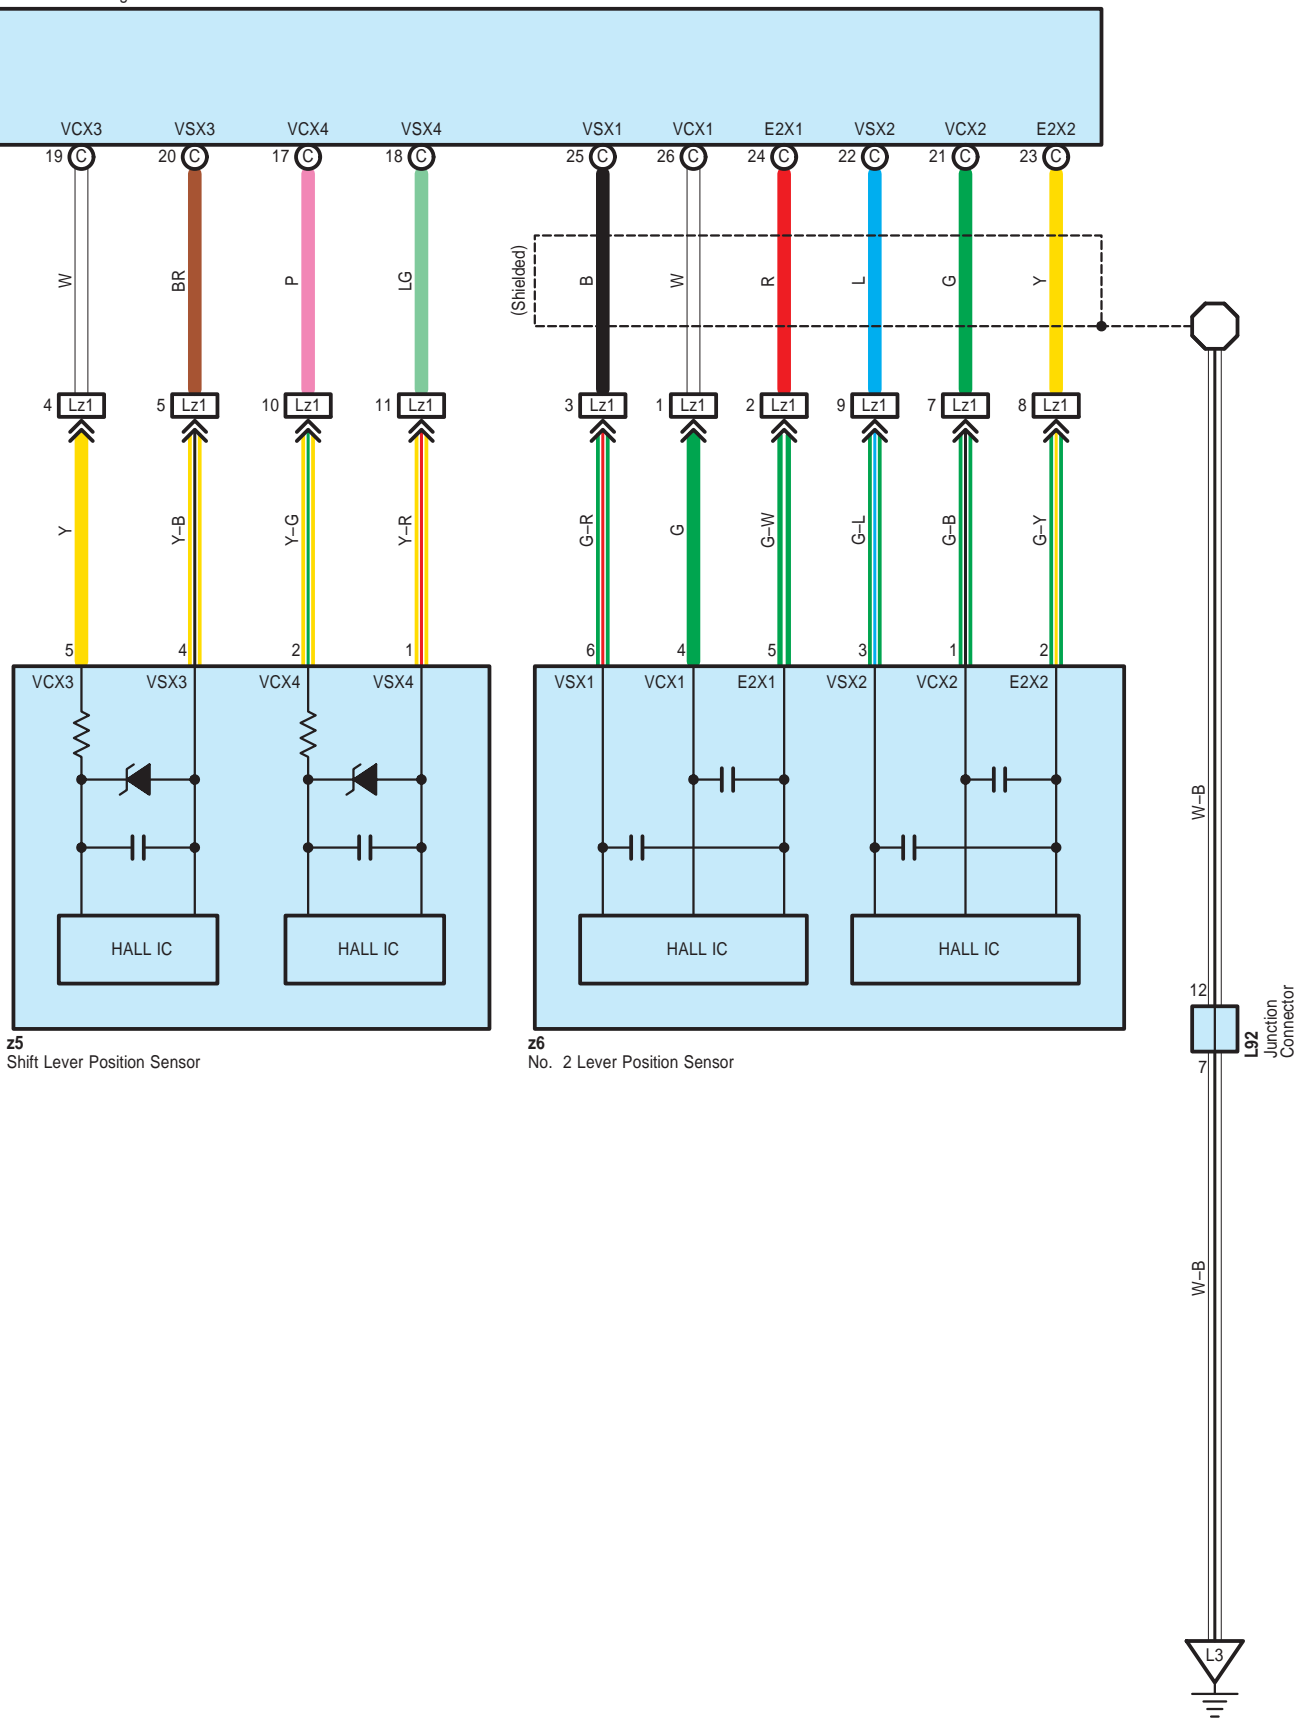 VCX3 VSX3 VCX4 VSX4 VSX1 VCX1 E2X1 VSX2 VCX2 E2X2
19 C 20 C 17 C 18 C 25 C 26 C 24 C 22 C 21 C 23 C
(Shielded)
W BR P LG B W R L G Y
4 Lz1 5 Lz1 10 Lz1 11 Lz1 3 Lz1 1 Lz1 2 Lz1 9 Lz1 7 Lz1 8 Lz1
Y Y–B Y–G Y–R G–R G G–W G–L G–B G–Y
5 4 2 1 6 4 5 3 1 2
VCX3 VSX3 VCX4 VSX4 VSX1 VCX1 E2X1 VSX2 VCX2 E2X2
W–B
HALL IC HALL IC HALL IC HALL IC
z5
Shift Lever Position Sensor
z6
No. 2 Lever Position Sensor
12
L92
Junction
Connector
7
W–B
L3